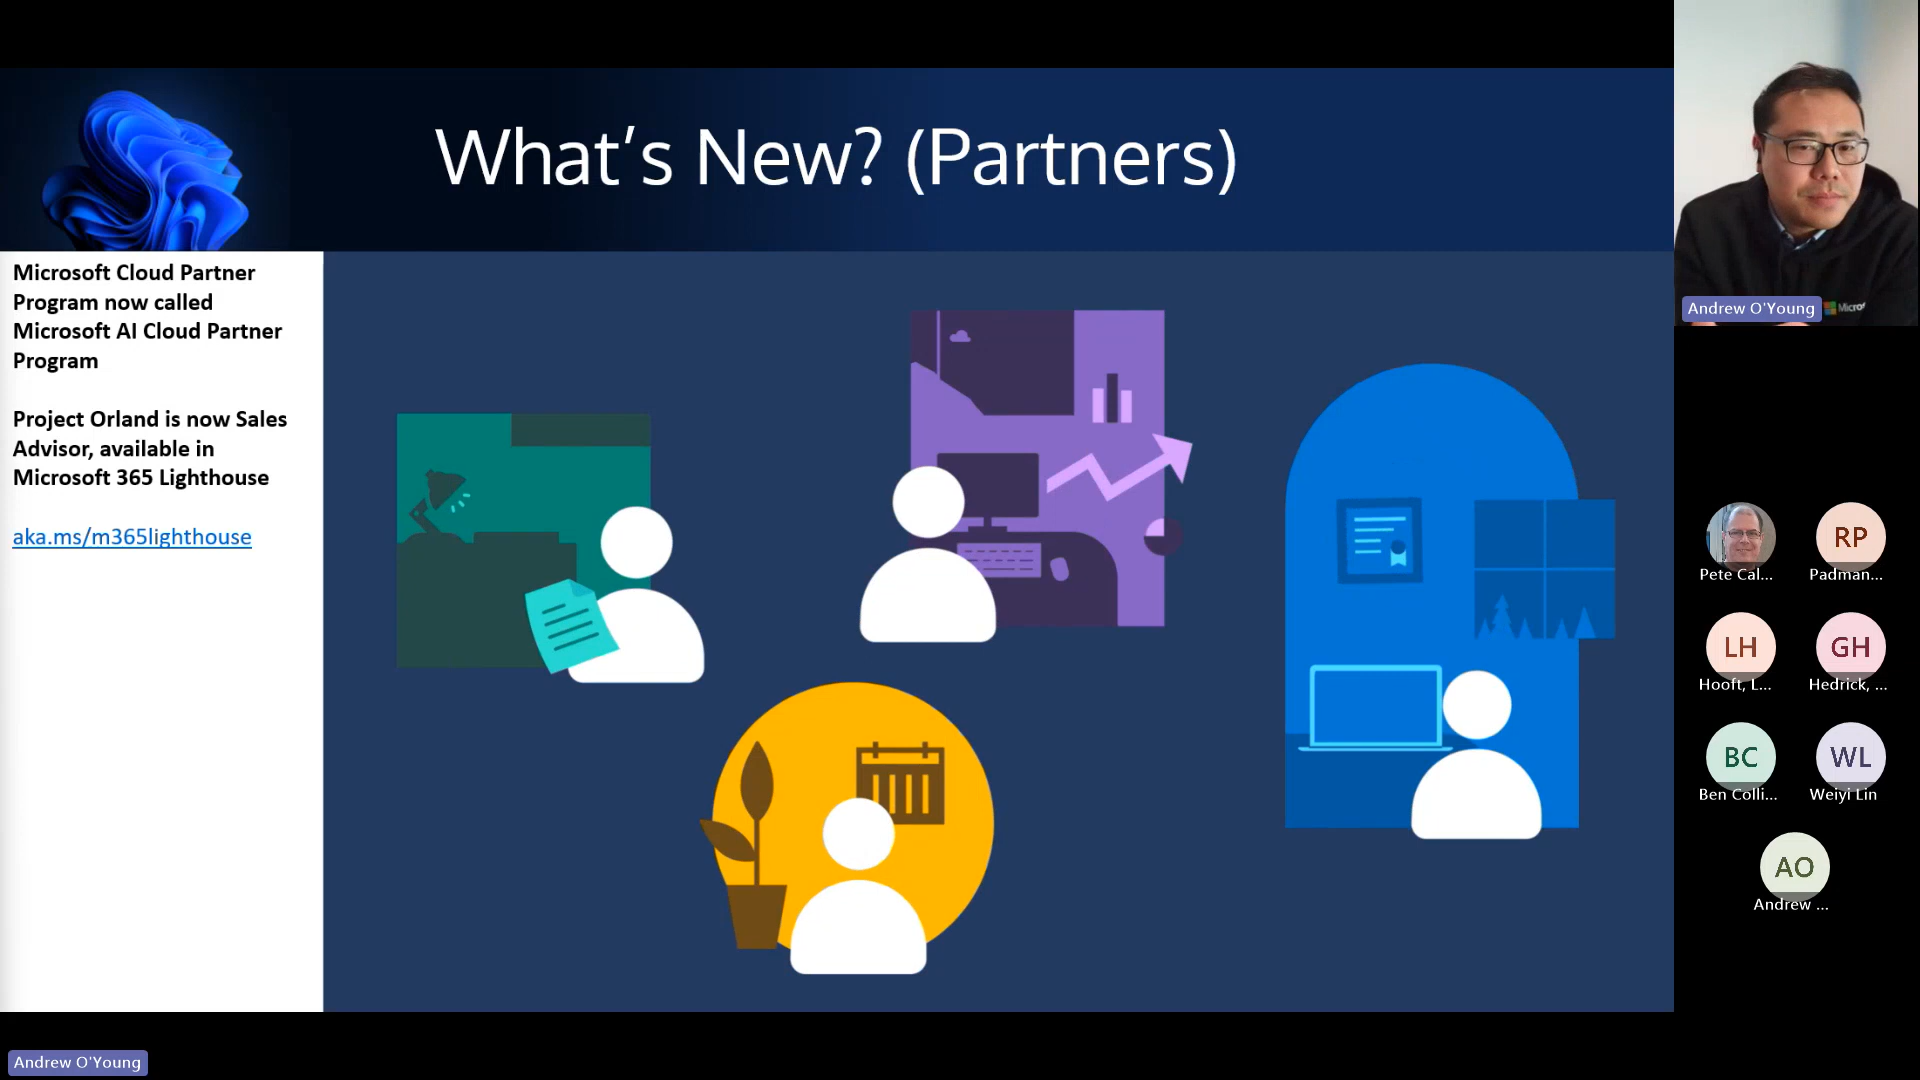 What's New? (Partners)
Microsoft Cloud Partner
Program now called
Microsoft AI Cloud Partner
Program
Project Orland is now Sales
Advisor, available in
Microsoft 365 Lighthouse
aka.ms/m365lighthouse
Andrew O'Young
Micros
Pete Cal...
RP
Padman...
LH
Hooft, L...
GH
Hedrick, ...
BC
Ben Colli...
WL
Weiyi Lin
AO
Andrew ...
Andrew O'Young